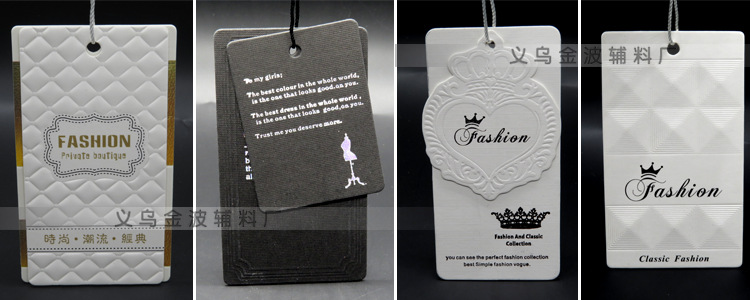 FASHION
Private boutique
時尚·潮流·經典
To my girls:
The best colour in the whole world,
is the one that looks good,on you.
The best dress in the whole world ,
is the one that looks good,on you.
Trust me you deserve more.
Fashion
Fashion And Classic
Collection
you can see the perfect fashion collection
best Simple fashion vogue.
Fashion
Classic Fashion
义乌金波辅料厂
义乌金波辅料厂